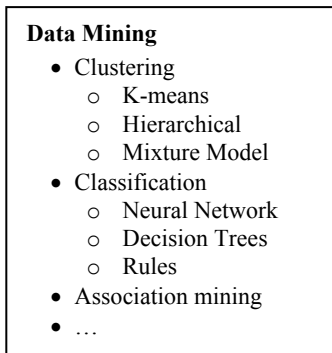 Data Mining
• Clustering
o K-means
o Hierarchical
o Mixture Model
• Classification
o Neural Network
o Decision Trees
o Rules
• Association mining
• …